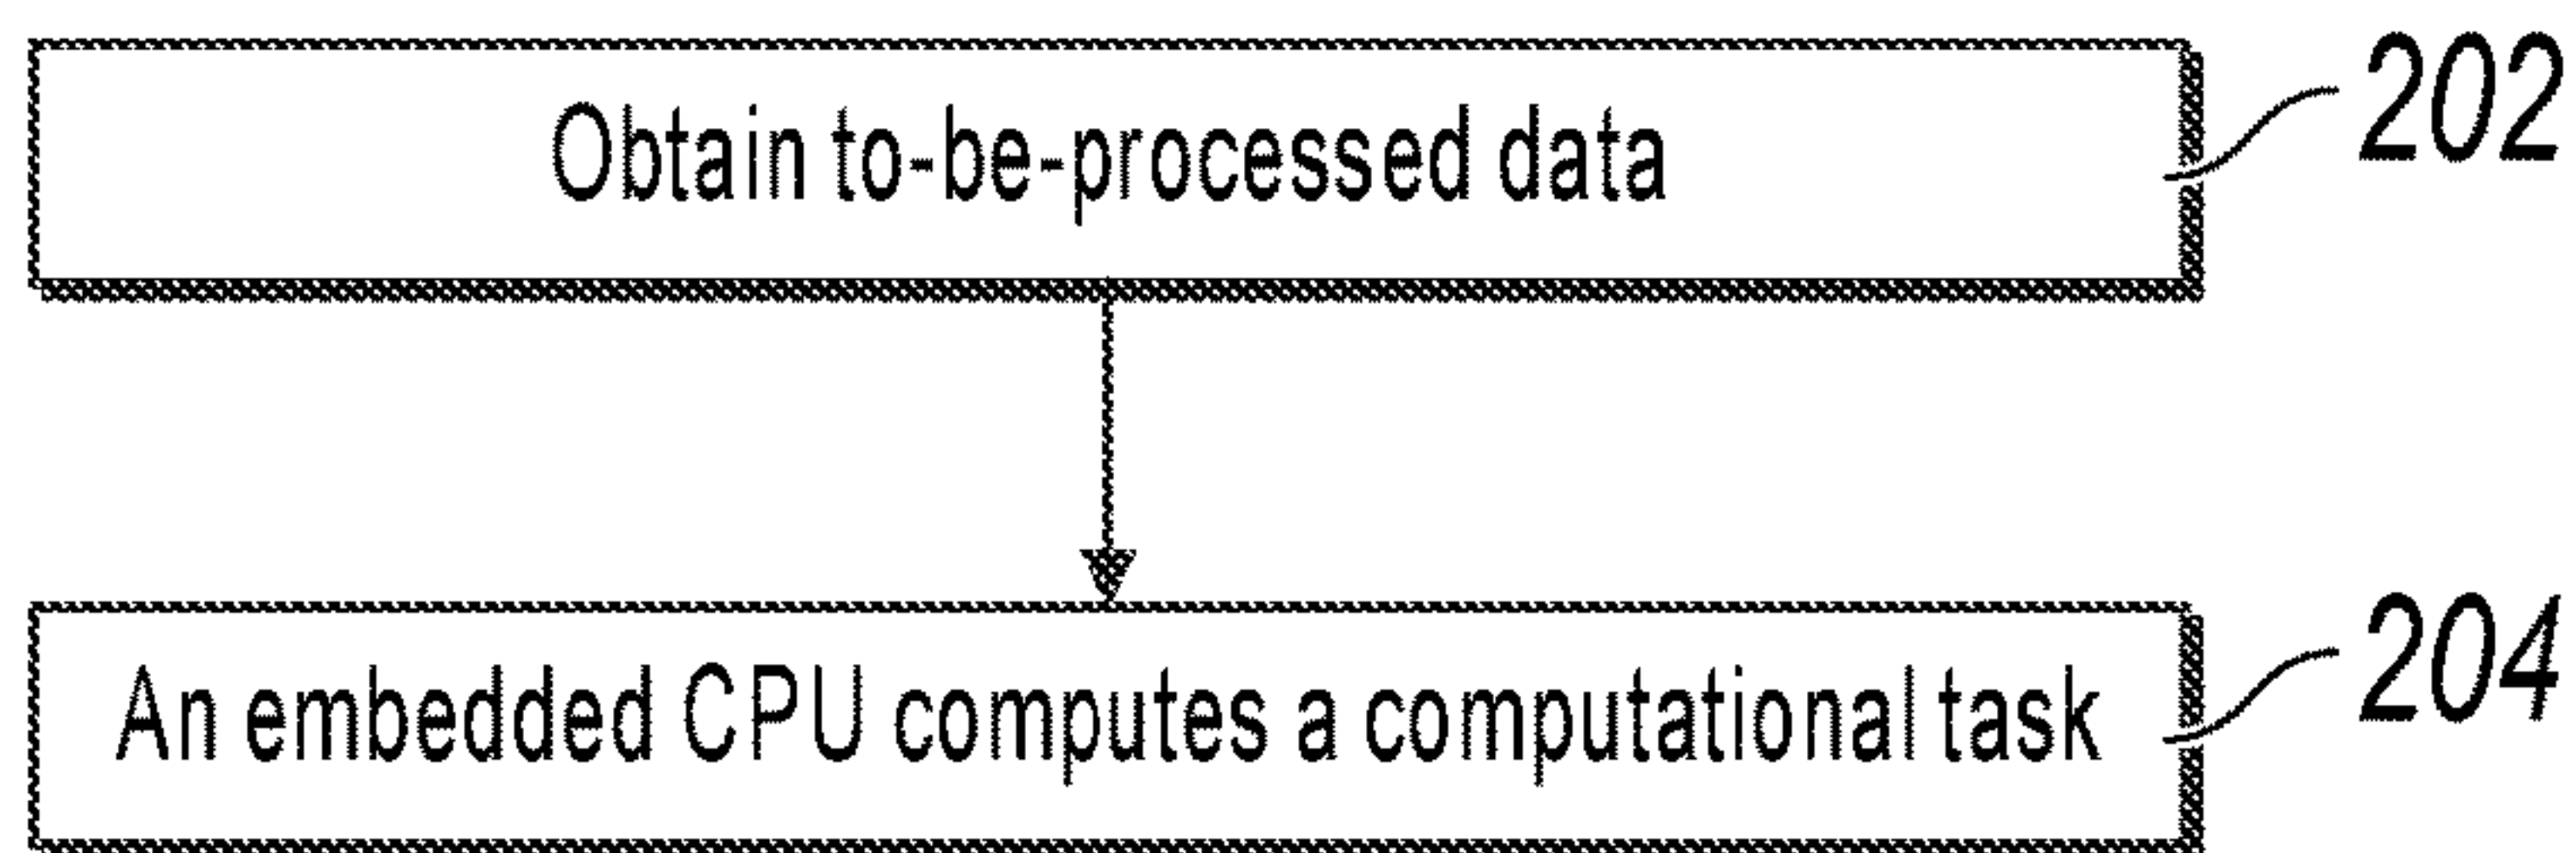 Obtain to-be-processed data
202
An embedded CPU computes a computational task
204